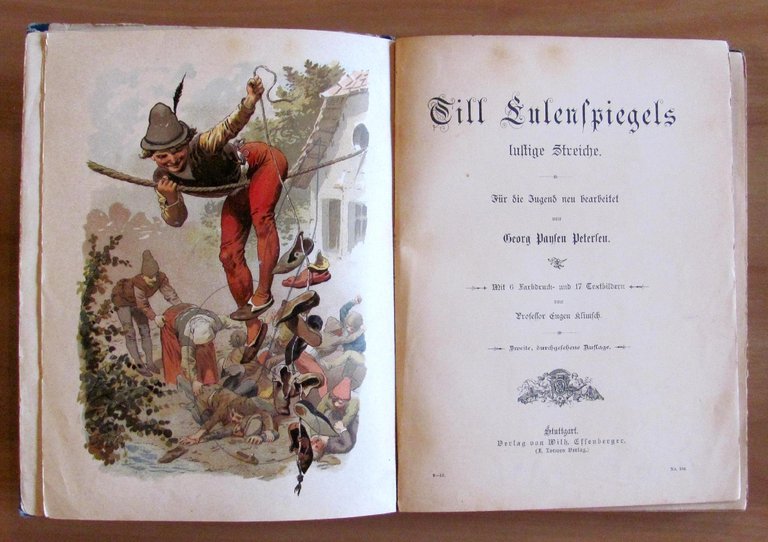 Till Eulenſpiegels
luſtige Streiche.
Für die Jugend neu bearbeitet
von
Georg Paysen Petersen.
Mit 6 Farbdruck- und 17 Textbildern
von
Profeſſor Eugen Klimſch.
Zweite, durchgeſehene Auflage.
Stuttgart.
Verlag von Wilh. Effenberger.
(F. Loewes Verlag.)